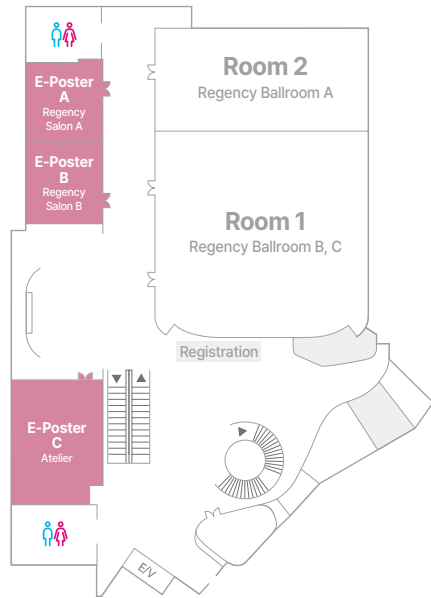 E-Poster
A
Regency
Salon A
Room 2
Regency Ballroom A
E-Poster
B
Regency
Salon B
Room 1
Regency Ballroom B, C
Registration
E-Poster
C
Atelier
E/V